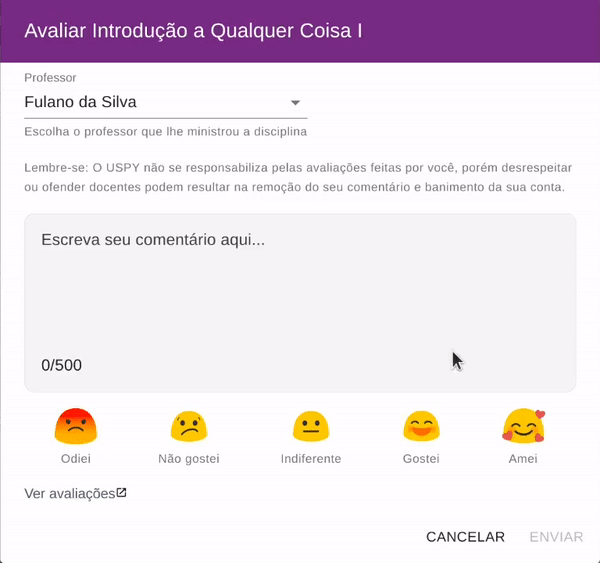 Avaliar Introdução a Qualquer Coisa I
Professor
Fulano da Silva
Escolha o professor que lhe ministrou a disciplina
Lembre-se: O USPY não se responsabiliza pelas avaliações feitas por você, porém desrespeitar
ou ofender docentes podem resultar na remoção do seu comentário e banimento da sua conta.
Escreva seu comentário aqui...
0/500
Odiei
Não gostei
Indiferente
Gostei
Amei
Ver avaliações
CANCELAR
ENVIAR